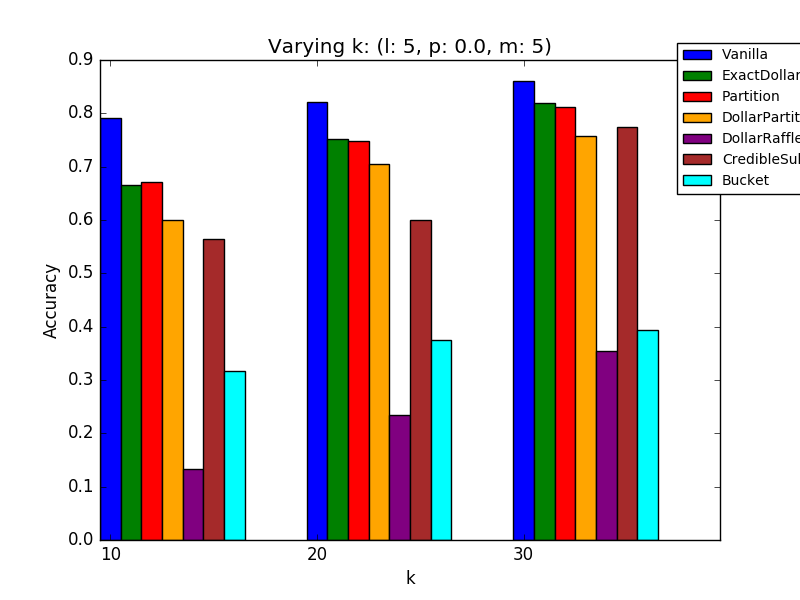 Varying k: (l: 5, p: 0.0, m: 5)
Vanilla
ExactDollar
Partition
DollarPartit
DollarRaffle
CredibleSul
Bucket
0.9
0.8
0.7
0.6
0.5
0.4
0.3
0.2
0.1
0.0
Accuracy
10 20 30
k